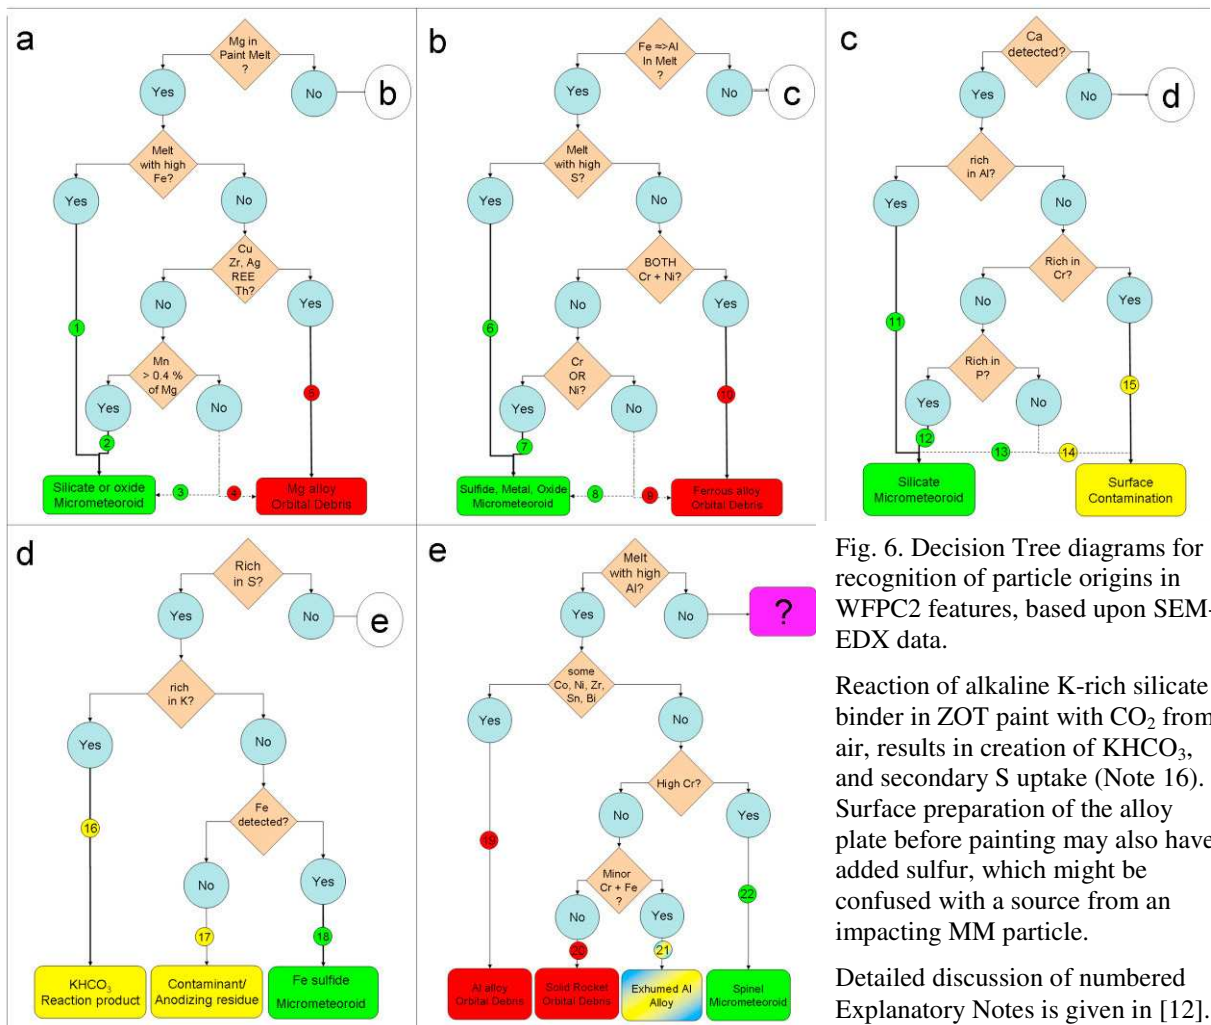 a
Mg in
Paint Melt
?
Yes
No
b
Melt
with high
Fe?
Yes
No
Cu
Zr, Ag
REE
Th?
No
Yes
1
Mn
> 0.4 %
of Mg
5
Yes
No
2
3
4
Silicate or oxide
Micrometeoroid
Mg alloy
Orbital Debris
b
Fe =>Al
In Melt
?
Yes
No
c
Melt
with high
S?
Yes
No
BOTH
Cr + Ni?
No
Yes
6
Cr
OR
Ni?
10
Yes
No
7
8
9
Sulfide, Metal, Oxide
Micrometeoroid
Ferrous alloy
Orbital Debris
c
Ca
detected?
Yes
No
d
rich
in Al?
Yes
No
Rich in
Cr?
No
Yes
11
Rich in
P?
15
Yes
No
12
13
14
Silicate
Micrometeoroid
Surface
Contamination
d
Rich
in S?
Yes
No
e
rich
in K?
Yes
No
Fe
detected?
16
No
Yes
17
18
KHCO3
Reaction product
Contaminant/
Anodizing residue
Fe sulfide
Micrometeoroid
e
Melt
with high
Al?
Yes
No
?
some
Co, Ni, Zr,
Sn, Bi
Yes
No
High Cr?
No
Yes
19
Minor
Cr + Fe
?
No
Yes
22
20
21
Al alloy
Orbital Debris
Solid Rocket
Orbital Debris
Exhumed Al
Alloy
Spinel
Micrometeoroid
Fig. 6. Decision Tree diagrams for
recognition of particle origins in
WFPC2 features, based upon SEM-
EDX data.
Reaction of alkaline K-rich silicate
binder in ZOT paint with CO2 from
air, results in creation of KHCO3,
and secondary S uptake (Note 16).
Surface preparation of the alloy
plate before painting may also have
added sulfur, which might be
confused with a source from an
impacting MM particle.
Detailed discussion of numbered
Explanatory Notes is given in [12].